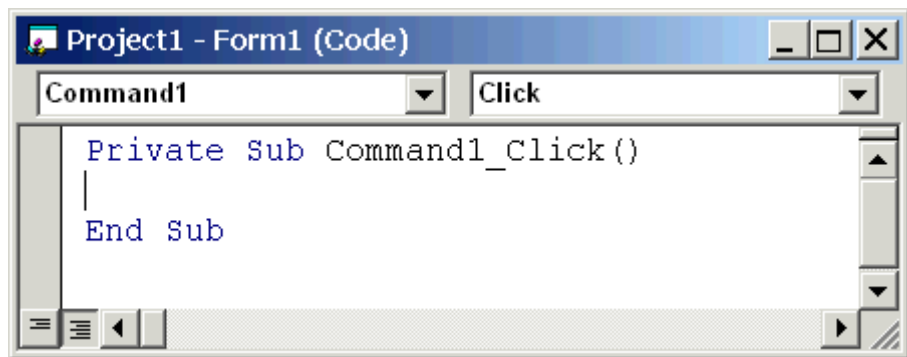 Project1 - Form1 (Code)
Command1 Click
Private Sub Command1_Click()
End Sub